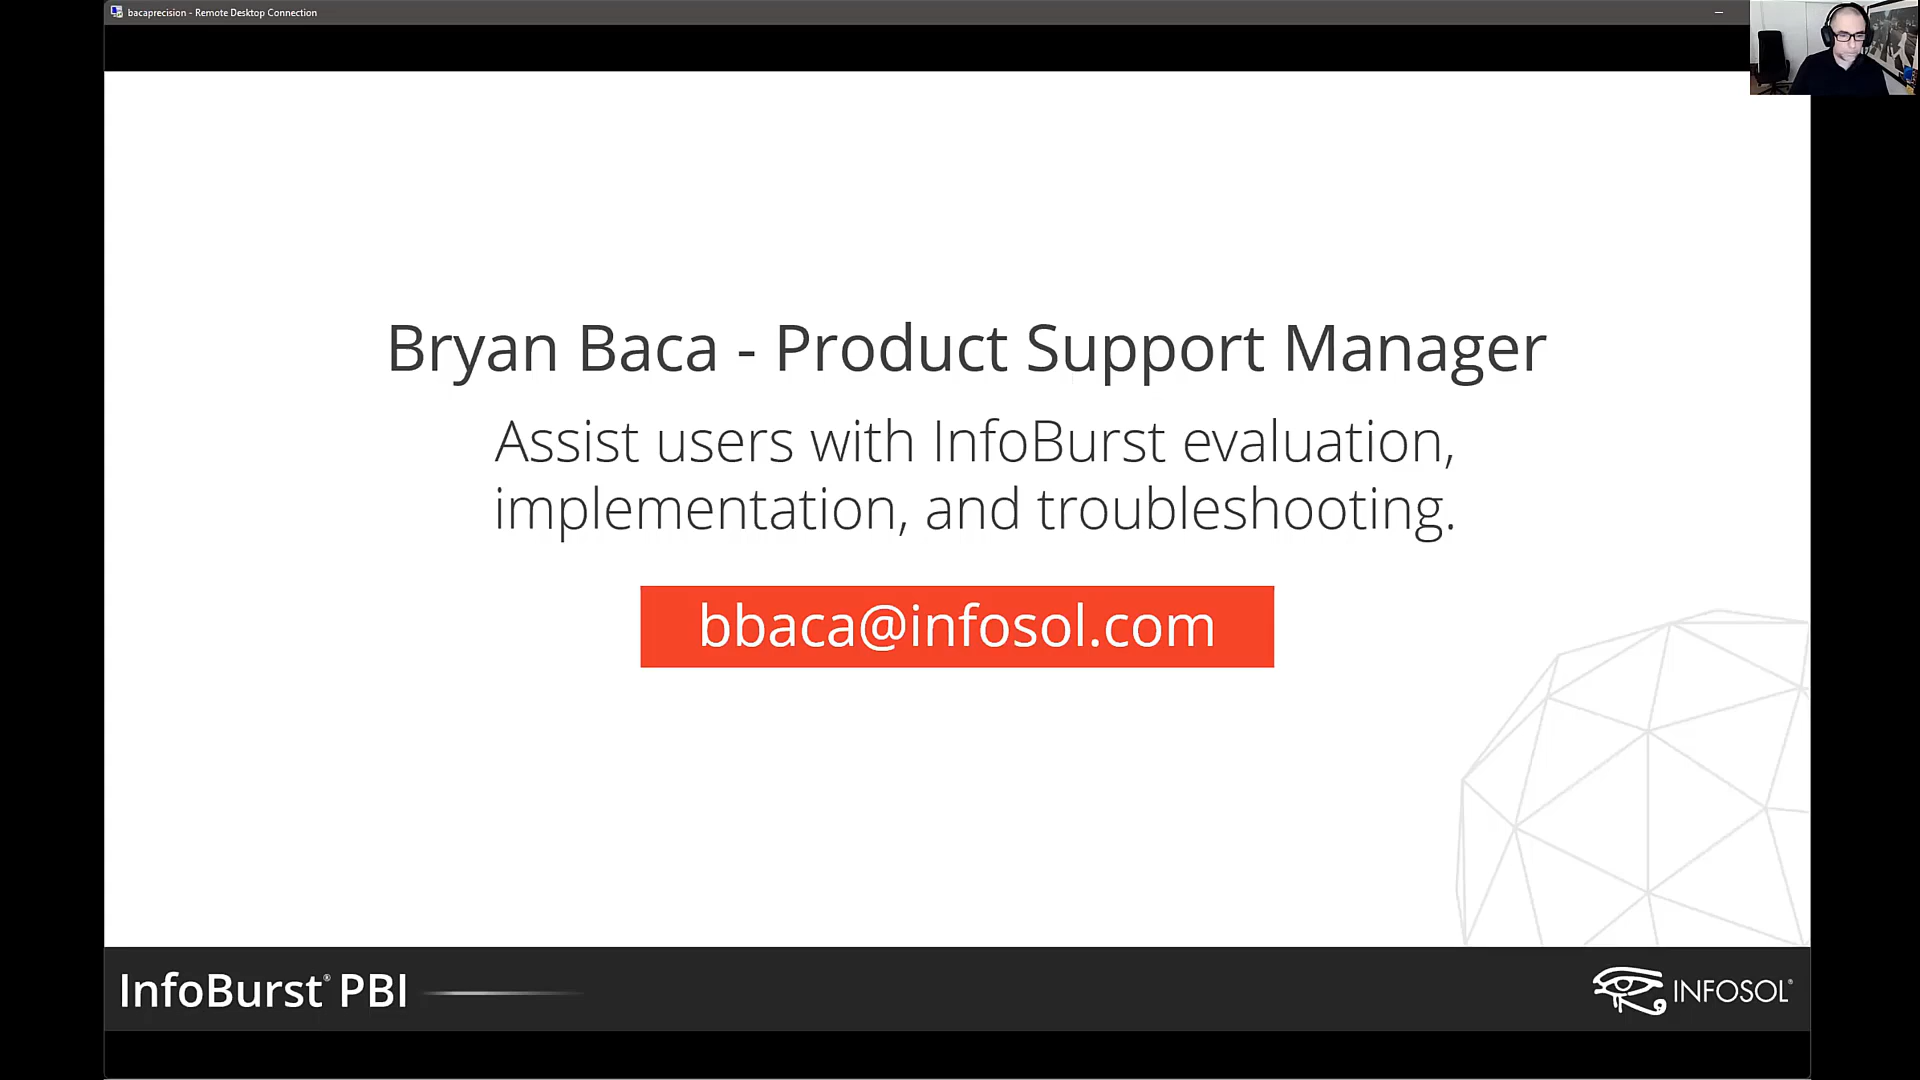 bacaprecision - Remote Desktop Connection
Bryan Baca - Product Support Manager
Assist users with InfoBurst evaluation,
implementation, and troubleshooting.
bbaca@infosol.com
InfoBurst® PBI
INFOSOL®